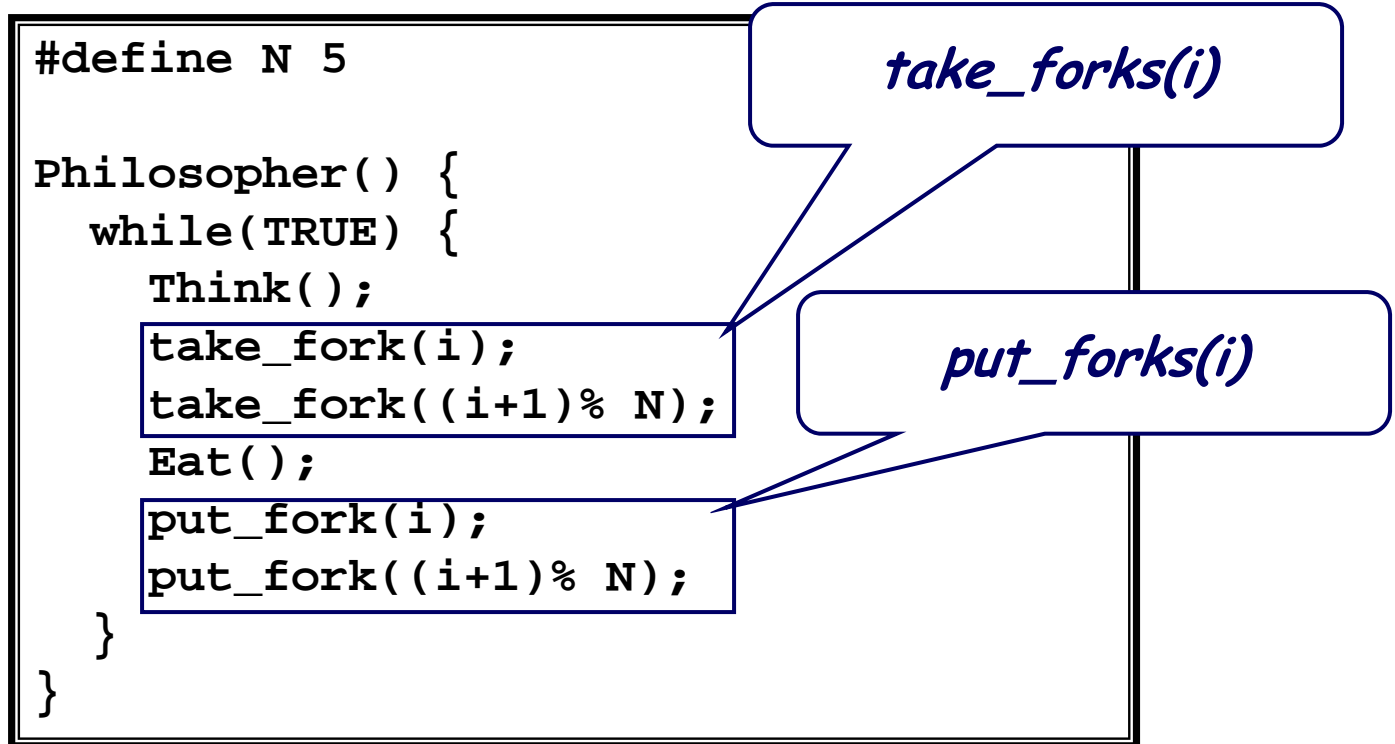 #define N 5
take_forks(i)
Philosopher() {
while(TRUE) {
Think();
take_fork(i);
take_fork((i+1)% N);
put_forks(i)
Eat();
put_fork(i);
put_fork((i+1)% N);
}
}